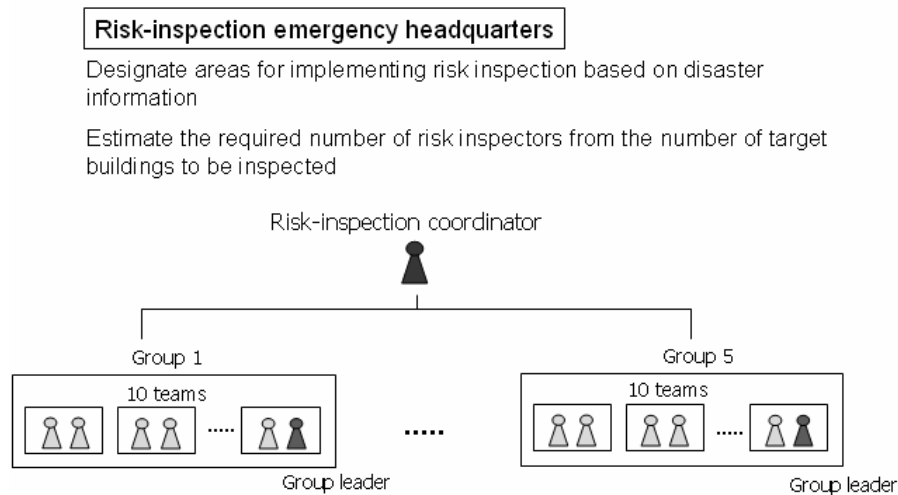 Risk-inspection emergency headquarters
Designate areas for implementing risk inspection based on disaster
information
Estimate the required number of risk inspectors from the number of target
buildings to be inspected
Risk-inspection coordinator
Group 1
Group 5
10 teams
10 teams
.....
.....
.....
Group leader
Group leader